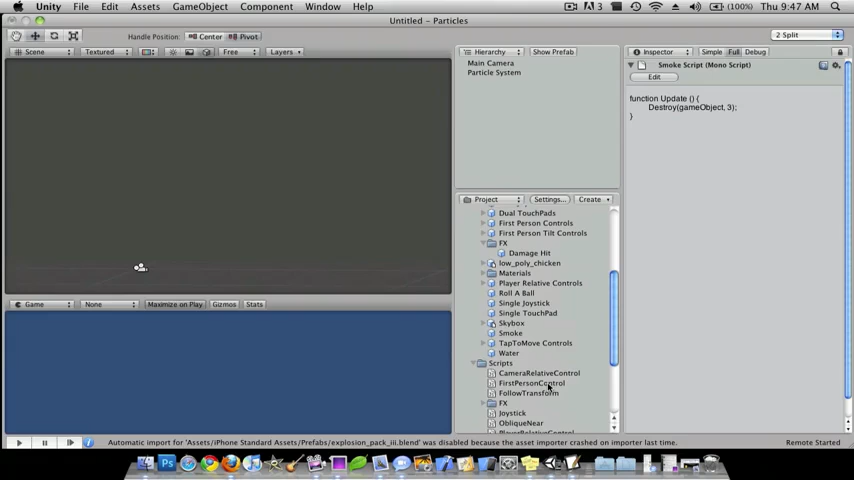 Unity File Edit Assets GameObject Component Window Help 3 (100%) Thu 9:47 AM
Untitled - Particles
Handle Position: Center Pivot 2 Split
Scene Textured Free Layers
Hierarchy Show Prefab
Main Camera
Particle System
Inspector Simple Full Debug
Smoke Script (Mono Script)
Edit
function Update () {
Destroy(gameObject, 3);
}
Project Settings... Create
Dual TouchPads
First Person Controls
First Person Tilt Controls
FX
Damage Hit
low_poly_chicken
Materials
Player Relative Controls
Roll A Ball
Single Joystick
Single TouchPad
Skybox
Smoke
TapToMove Controls
Water
Scripts
CameraRelativeControl
FirstPersonControl
FollowTransform
FX
Joystick
ObliqueNear
PlayerRelativeControl
Game None Maximize on Play Gizmos Stats
Automatic import for 'Assets/iPhone Standard Assets/Prefabs/explosion_pack_iii.blend' was disabled because the asset importer crashed on importer last time. Remote Started